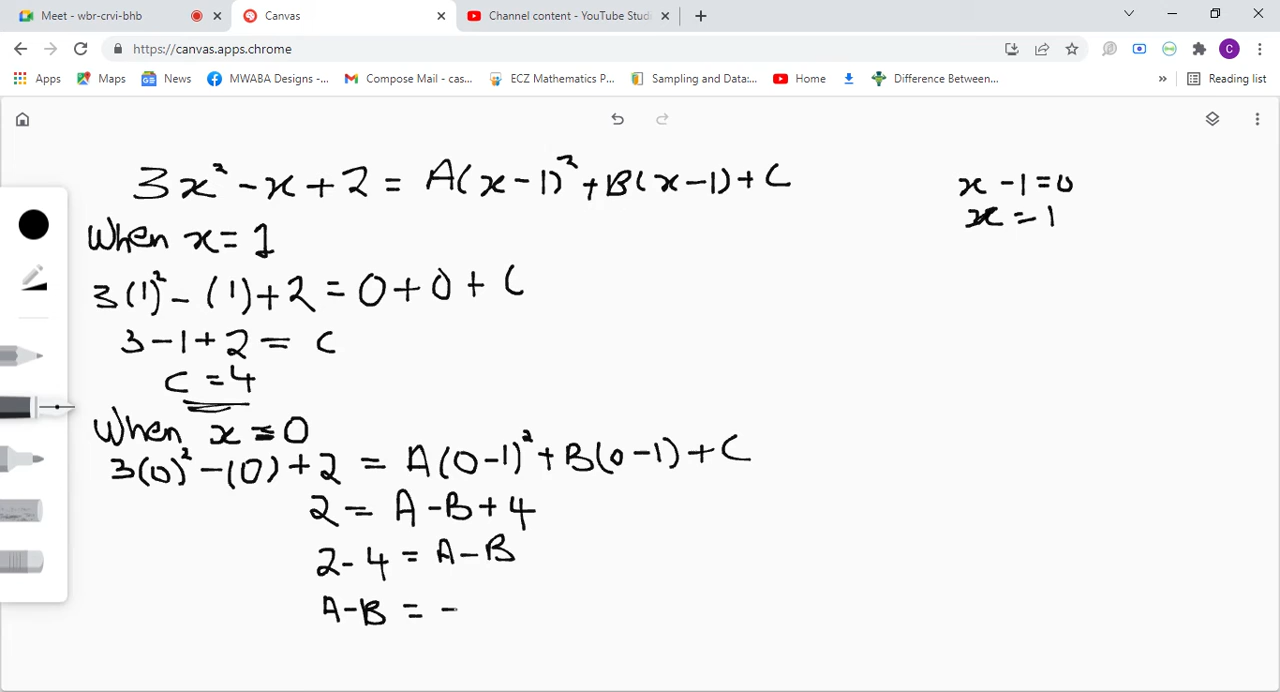 Meet - wbr-crvi-bhb
Canvas
Channel content - YouTube Studi
https://canvas.apps.chrome
C
Apps
Maps
News
MWABA Designs -...
Compose Mail - cas...
ECZ Mathematics P...
Sampling and Data:...
Home
Difference Between...
»
Reading list
3x² - x + 2 = A(x-1)² + B(x-1) + C
x - 1 = 0
x = 1
When x = 1
3(1)² - (1) + 2 = 0 + 0 + C
3 - 1 + 2 = C
C = 4
When x = 0
3(0)² - (0) + 2 = A(0-1)² + B(0-1) + C
2 = A - B + 4
2 - 4 = A - B
A - B = -